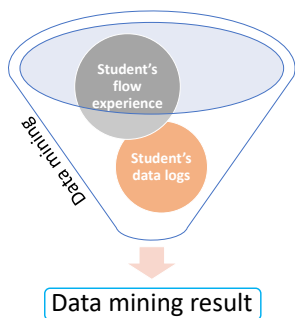 Student's
flow
experience
Student's
data logs
Data mining
Data mining result